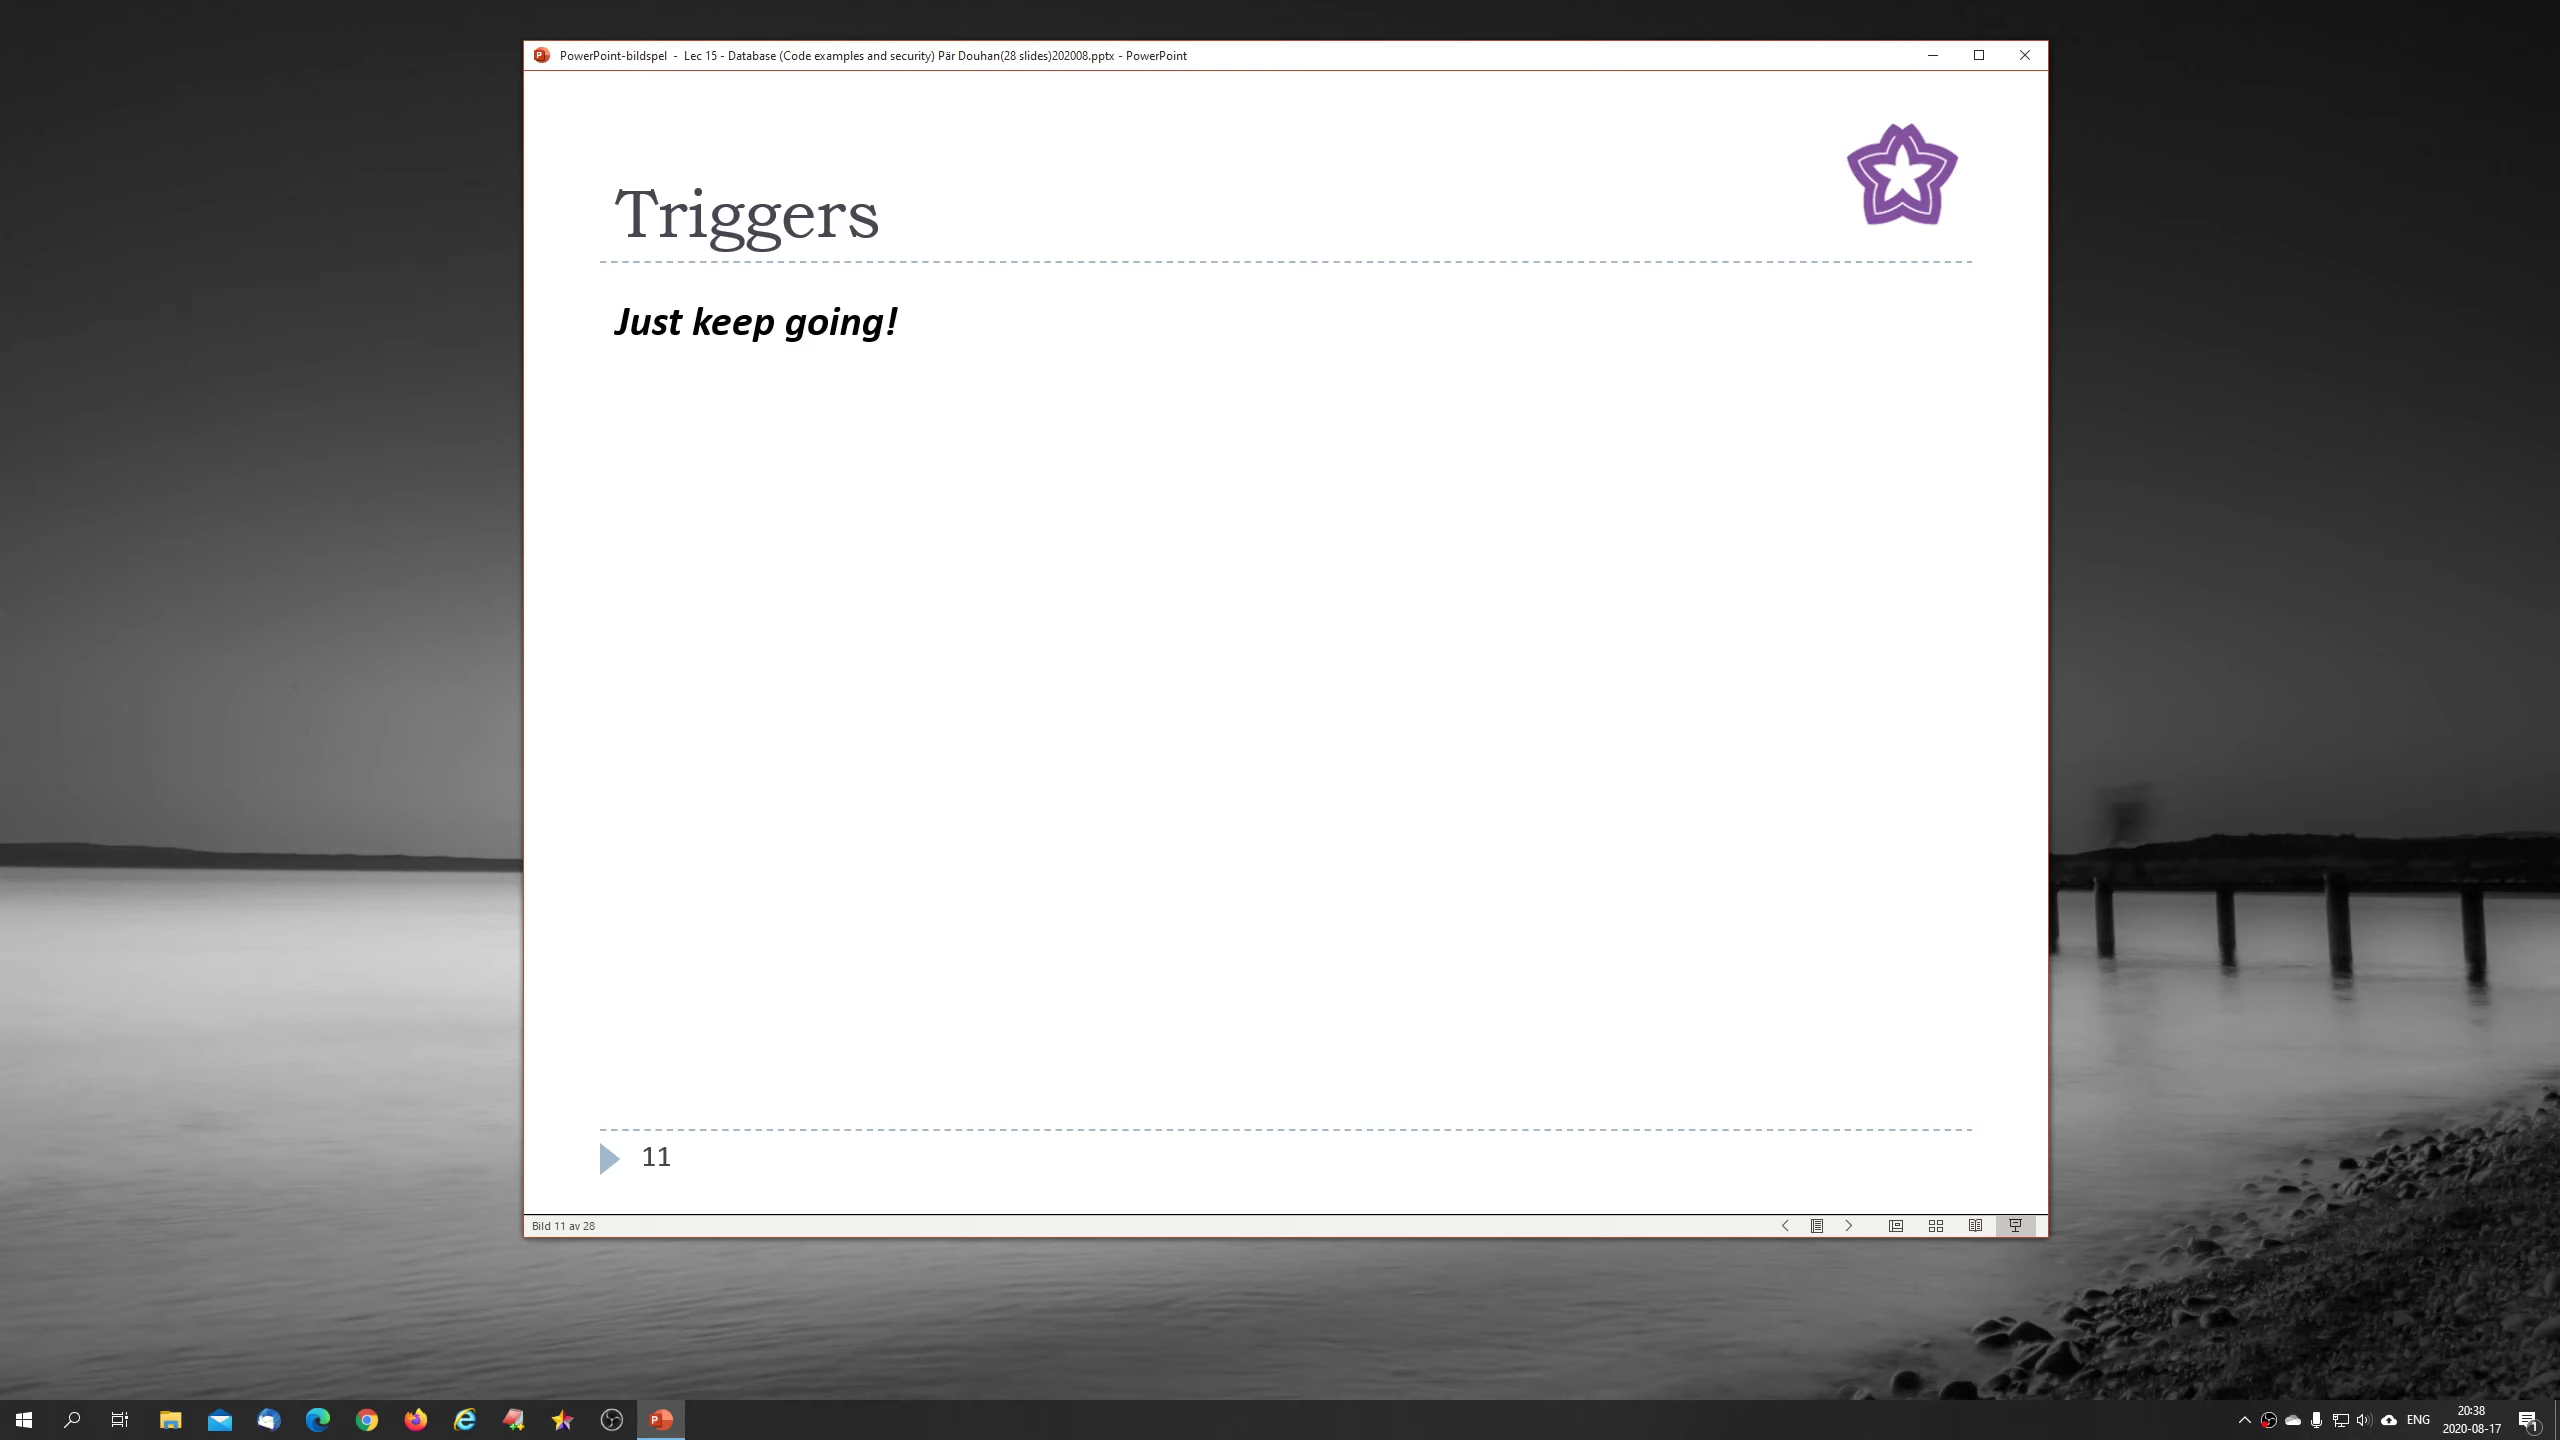 PowerPoint-bildspel - Lec 15 - Database (Code examples and security) Pär Douhan(28 slides)202008.pptx - PowerPoint
Triggers
Just keep going!
11
Bild 11 av 28
ENG
20:38
2020-08-17
1